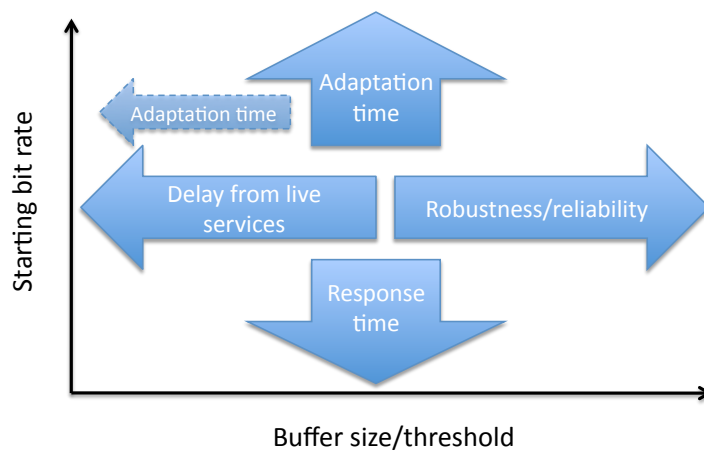 Adaptation
time
Adaptation time
Delay from live
services
Robustness/reliability
Response
time
Starting bit rate
Buffer size/threshold